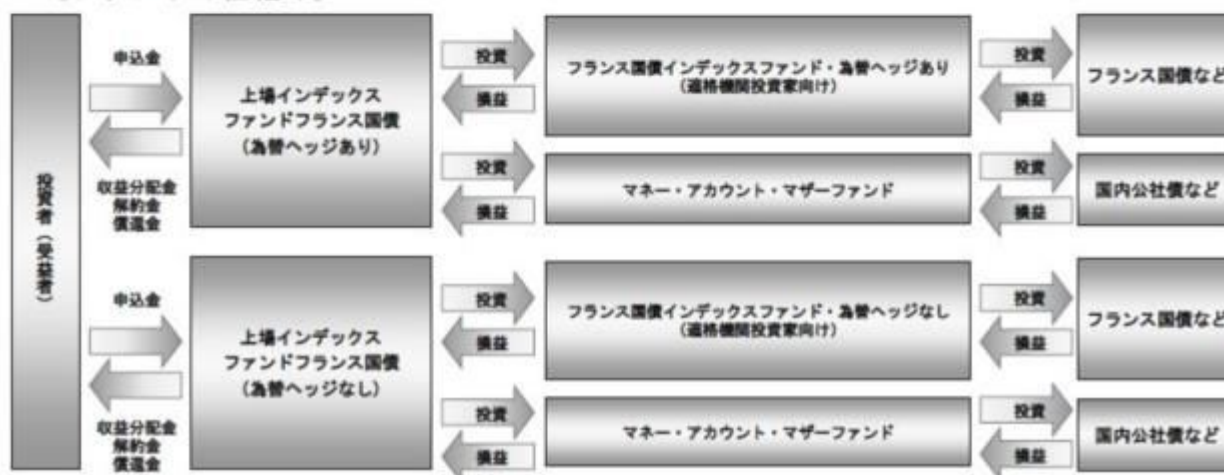 投資者（受益者）
申込金
収益分配金
解約金
償還金
上場インデックス
ファンドフランス国債
（為替ヘッジあり）
投資
損益
フランス国債インデックスファンド・為替ヘッジあり
（適格機関投資家向け）
投資
損益
フランス国債など
投資
損益
マネー・アカウント・マザーファンド
投資
損益
国内公社債など
申込金
収益分配金
解約金
償還金
上場インデックス
ファンドフランス国債
（為替ヘッジなし）
投資
損益
フランス国債インデックスファンド・為替ヘッジなし
（適格機関投資家向け）
投資
損益
フランス国債など
投資
損益
マネー・アカウント・マザーファンド
投資
損益
国内公社債など